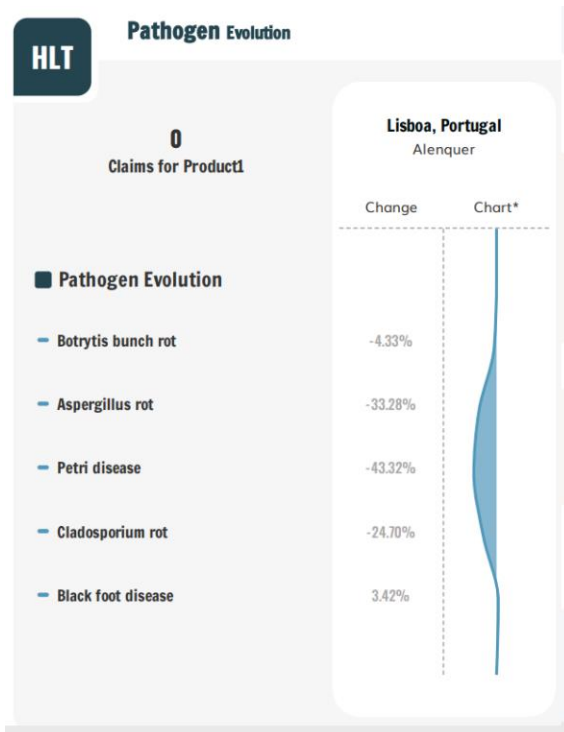 HLT
Pathogen Evolution
0
Claims for Product1
Lisboa, Portugal
Alenquer
Change Chart*
Pathogen Evolution
Botrytis bunch rot -4.33%
Aspergillus rot -33.28%
Petri disease -43.32%
Cladosporium rot -24.70%
Black foot disease 3.42%